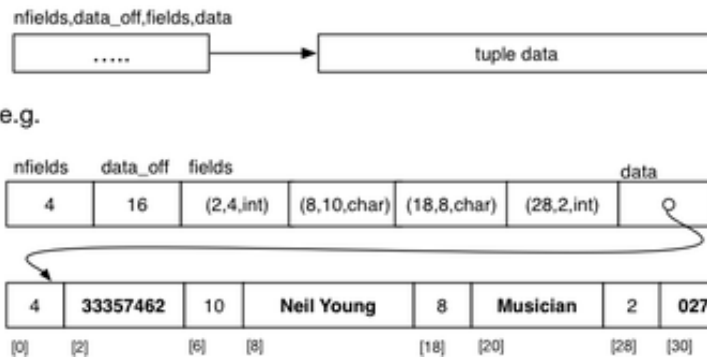 nfields,data_off,fields,data
..... tuple data
e.g.
nfields data_off fields data
4 16 (2,4,int) (8,10,char) (18,8,char) (28,2,int)
4 33357462 10 Neil Young 8 Musician 2 027
[0] [2] [6] [8] [18] [20] [28] [30]